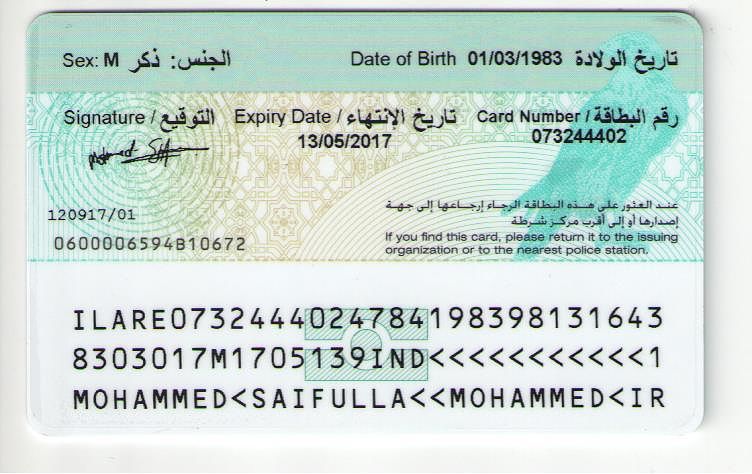 Sex: M الجنس: ذكر Date of Birth 01/03/1983 تاريخ الولادة
Signature / التوقيع Expiry Date / تاريخ الإنتهاء Card Number / رقم البطاقة
13/05/2017 073244402
120917/01
0600006594B10672
عند العثور على هذه البطاقة الرجاء إرجاعها إلى جهة
إصدارها أو إلى أقرب مركز شرطة
If you find this card, please return it to the issuing
organization or to the nearest police station.
ILARE0732444024784198398131643
8303017M1705139IND<<<<<<<<<<<1
MOHAMMED<SAIFULLA<<MOHAMMED<IR